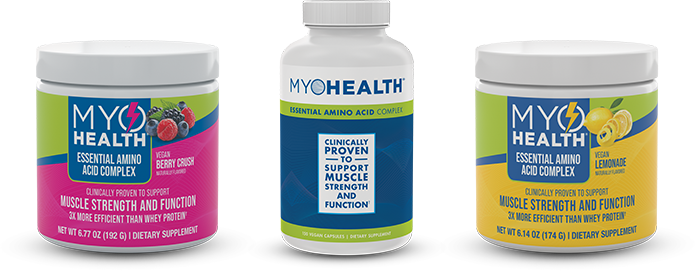 MYO
HEALTH
ESSENTIAL AMINO
ACID COMPLEX
VEGAN
BERRY CRUSH
NATURALLY FLAVORED
CLINICALLY PROVEN TO SUPPORT
MUSCLE STRENGTH AND FUNCTION
3X MORE EFFICIENT THAN WHEY PROTEIN
NET WT 6.77 OZ (192 G) | DIETARY SUPPLEMENT
MYOHEALTH
ESSENTIAL AMINO ACID COMPLEX
CLINICALLY
PROVEN
TO
SUPPORT
MUSCLE
STRENGTH
AND
FUNCTION
VEGAN CAPSULES | DIETARY SUPPLEMENT
MYO
HEALTH
ESSENTIAL AMINO
ACID COMPLEX
VEGAN
LEMONADE
NATURALLY FLAVORED
CLINICALLY PROVEN TO SUPPORT
MUSCLE STRENGTH AND FUNCTION
3X MORE EFFICIENT THAN WHEY PROTEIN
NET WT 6.14 OZ (174 G) | DIETARY SUPPLEMENT